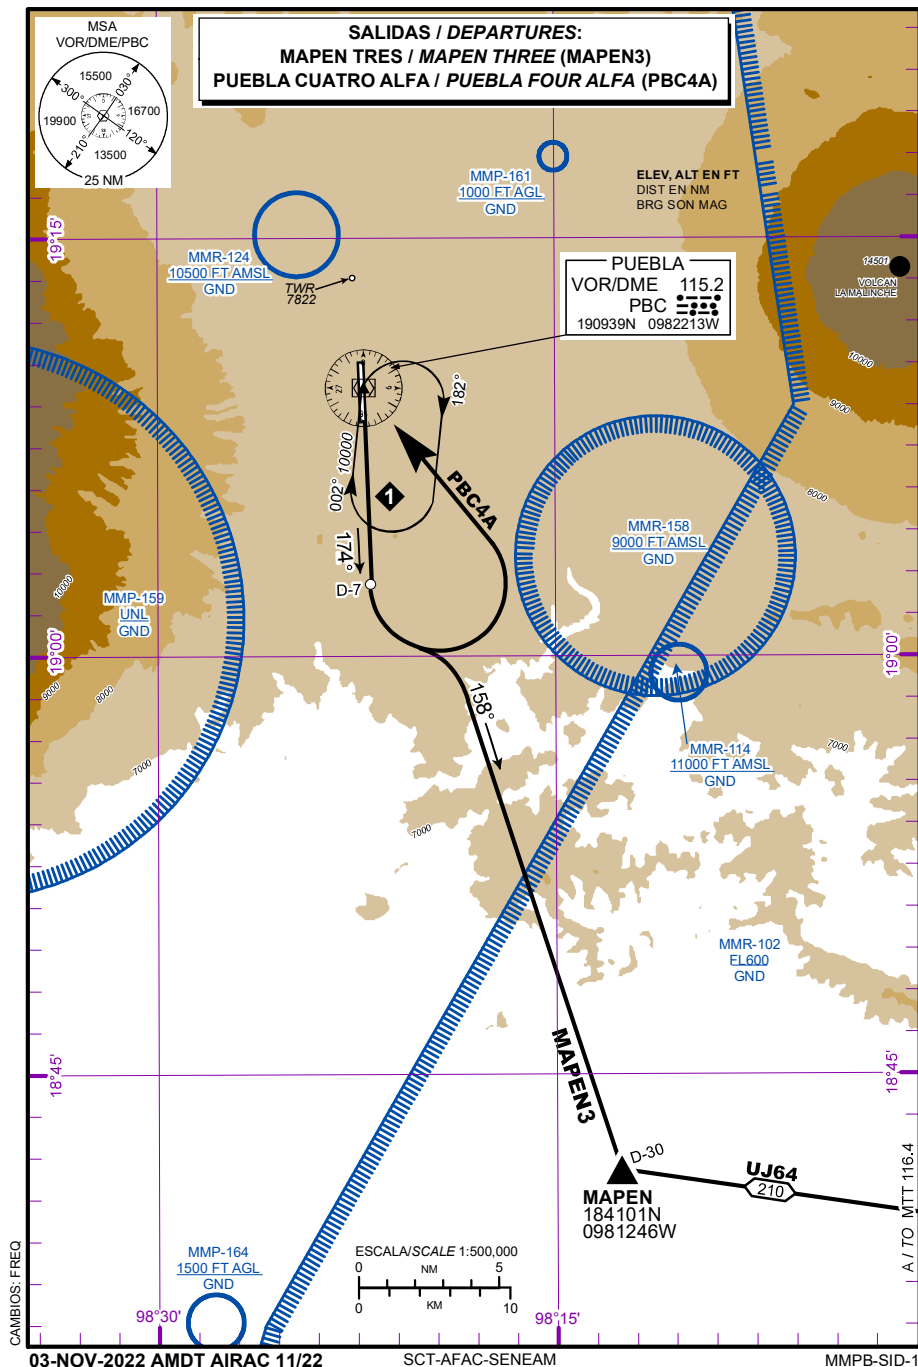 MSA
VOR/DME/PBC
15500
030°
300°
16700
19900
120°
210°
13500
25 NM
SALIDAS / DEPARTURES:
MAPEN TRES / MAPEN THREE (MAPEN3)
PUEBLA CUATRO ALFA / PUEBLA FOUR ALFA (PBC4A)
MMP-161
1000 FT AGL
GND
ELEV, ALT EN FT
DIST EN NM
BRG SON MAG
19°15'
MMR-124
10500 FT AMSL
GND
TWR
7822
PUEBLA
VOR/DME 115.2
PBC
190939N 0982213W
14501
VOLCAN
LA MALINCHE
10000
9000
8000
182°
002° 10000
1
PBC4A
174°
D-7
MMR-158
9000 FT AMSL
GND
10000
MMP-159
UNL
GND
19°00'
19°00'
9000
8000
158°
7000
7000
7000
MMR-114
11000 FT AMSL
GND
MMR-102
FL600
GND
18°45'
18°45'
MAPEN3
D-30
UJ64
210
MAPEN
184101N
0981246W
A / TO MTT 116.4
MMP-164
1500 FT AGL
GND
ESCALA/SCALE 1:500,000
0 NM 5
0 KM 10
98°30'
98°15'
CAMBIOS: FREQ
03-NOV-2022 AMDT AIRAC 11/22
SCT-AFAC-SENEAM
MMPB-SID-1